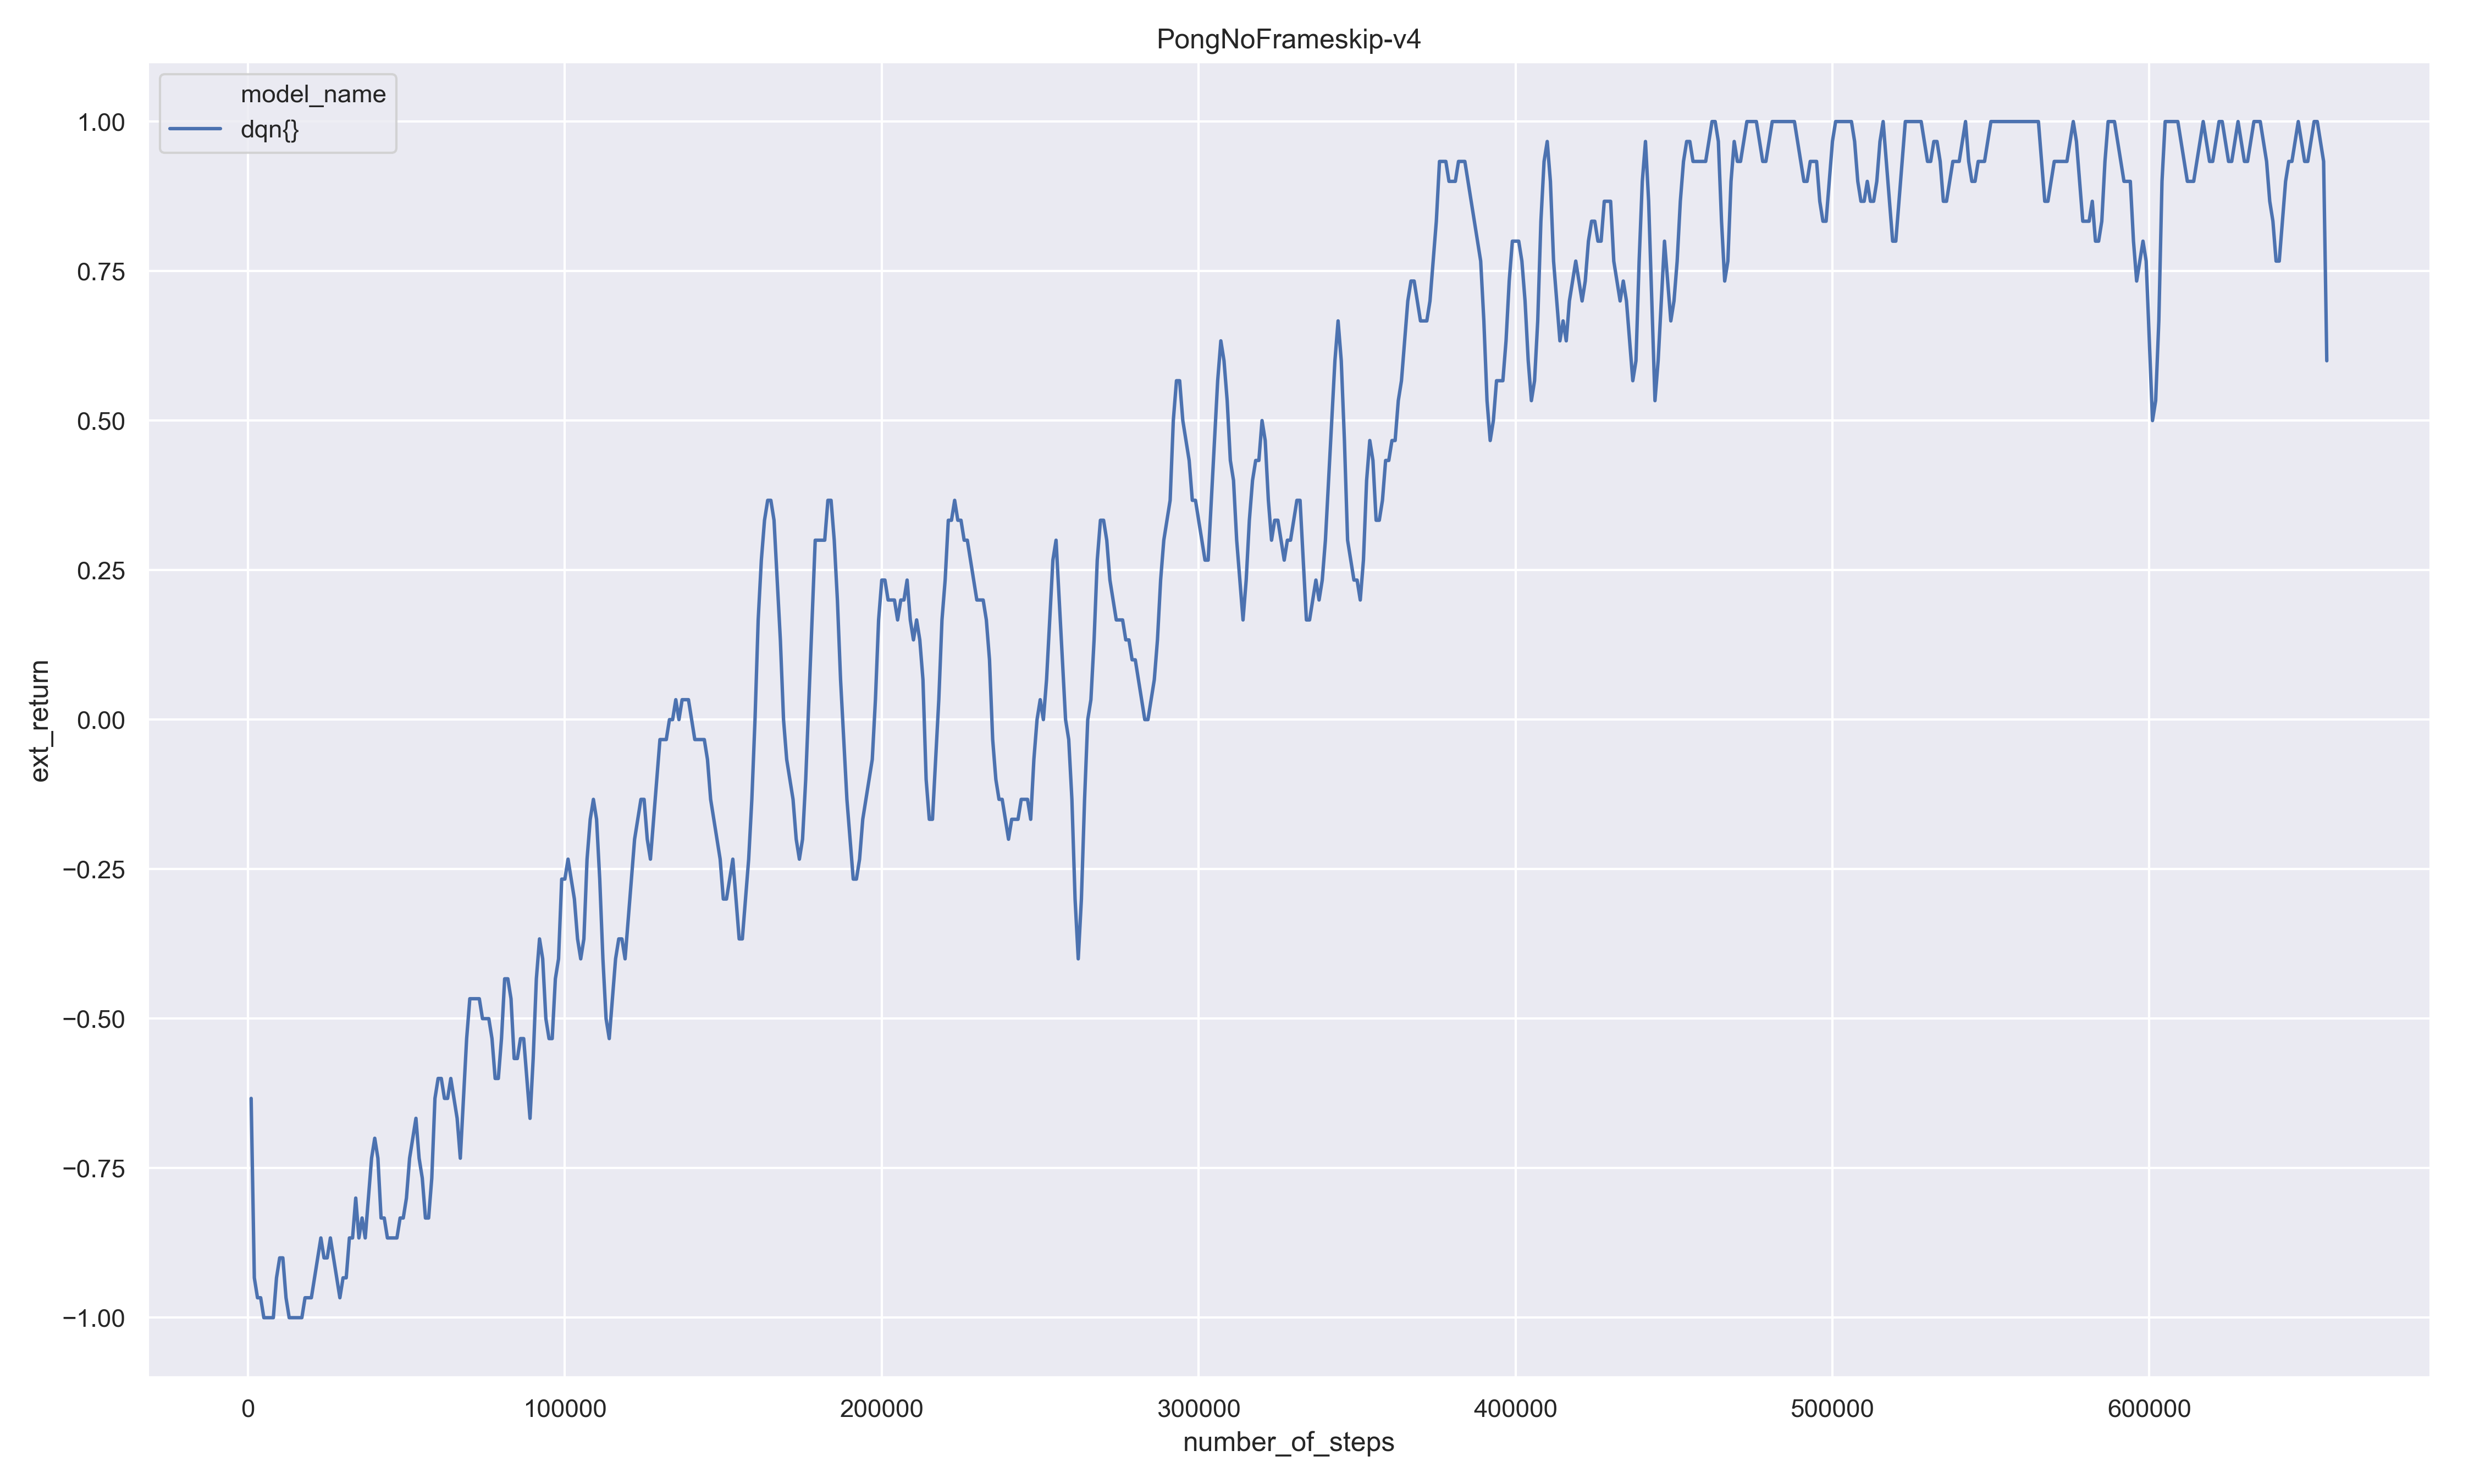 PongNoFrameskip-v4
model_name
dqn{}
1.00
0.75
0.50
0.25
0.00
−0.25
−0.50
−0.75
−1.00
ext_return
0 100000 200000 300000 400000 500000 600000
number_of_steps